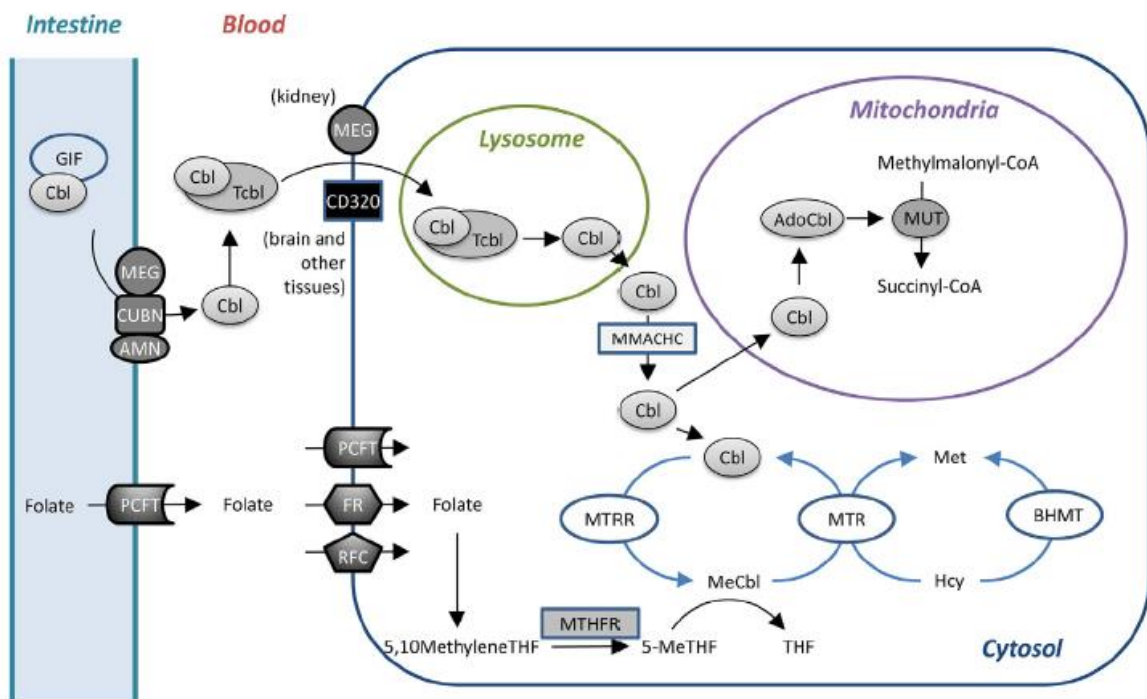 Intestine
Blood
(kidney)
MEG
Lysosome
Mitochondria
GIF
Cbl
Cbl
Tcbl
CD320
Cbl
Tcbl
Cbl
Methylmalonyl-CoA
AdoCbl
MUT
Succinyl-CoA
(brain and
other
tissues)
MEG
CUBN
AMN
Cbl
Cbl
Cbl
MMACHC
Cbl
PCFT
Cbl
Met
Folate
PCFT
Folate
FR
Folate
MTRR
MTR
BHMT
RFC
MeCbl
Hcy
5,10MethyleneTHF
MTHFR
5-MeTHF
THF
Cytosol